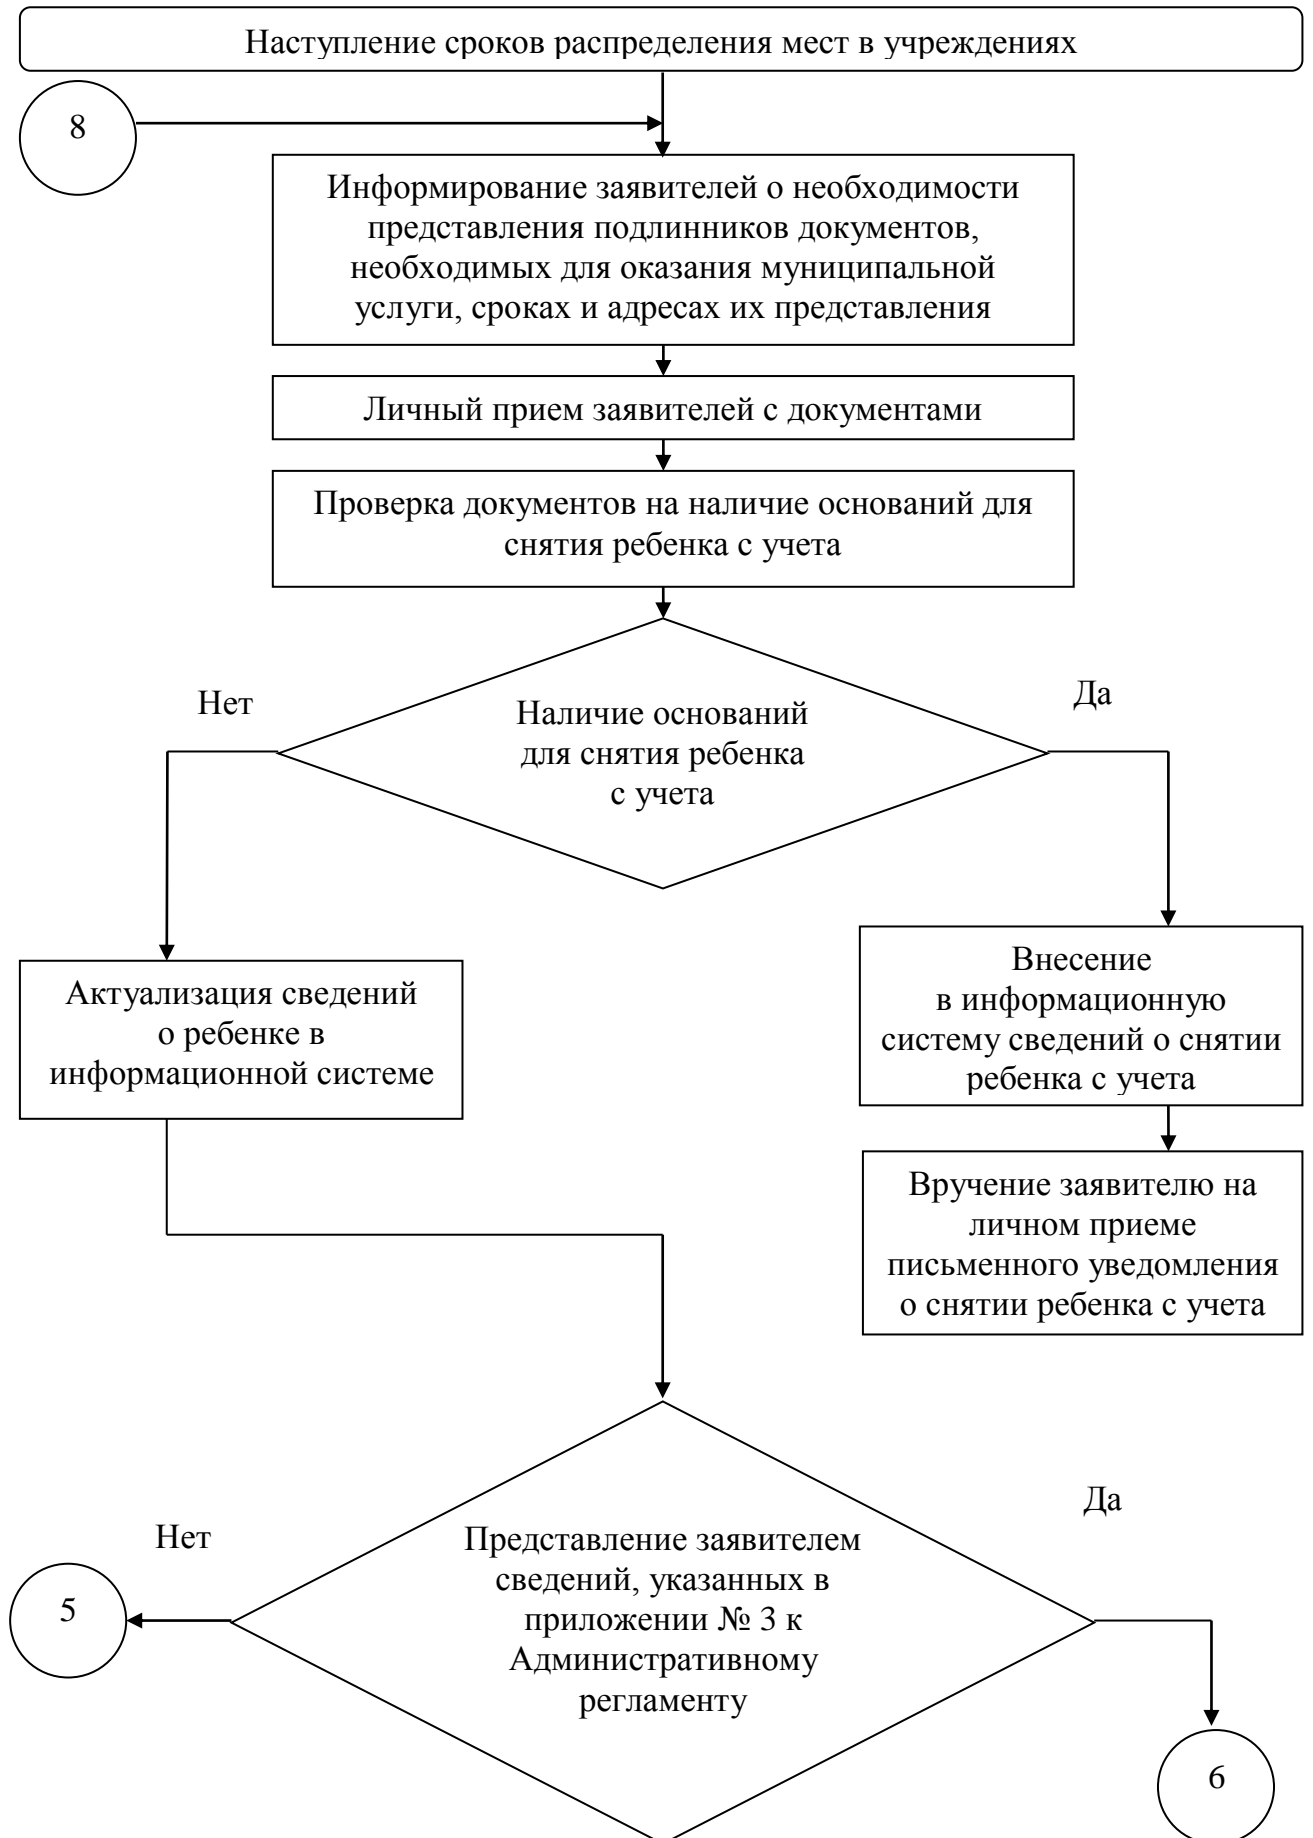 Наступление сроков распределения мест в учреждениях
8
Информирование заявителей о необходимости
представления подлинников документов,
необходимых для оказания муниципальной
услуги, сроках и адресах их представления
Личный прием заявителей с документами
Проверка документов на наличие оснований для
снятия ребенка с учета
Нет
Да
Наличие оснований
для снятия ребенка
с учета
Актуализация сведений
о ребенке в
информационной системе
Внесение
в информационную
систему сведений о снятии
ребенка с учета
Вручение заявителю на
личном приеме
письменного уведомления
о снятии ребенка с учета
Нет
Да
Представление заявителем
сведений, указанных в
приложении № 3 к
Административному
регламенту
5
6